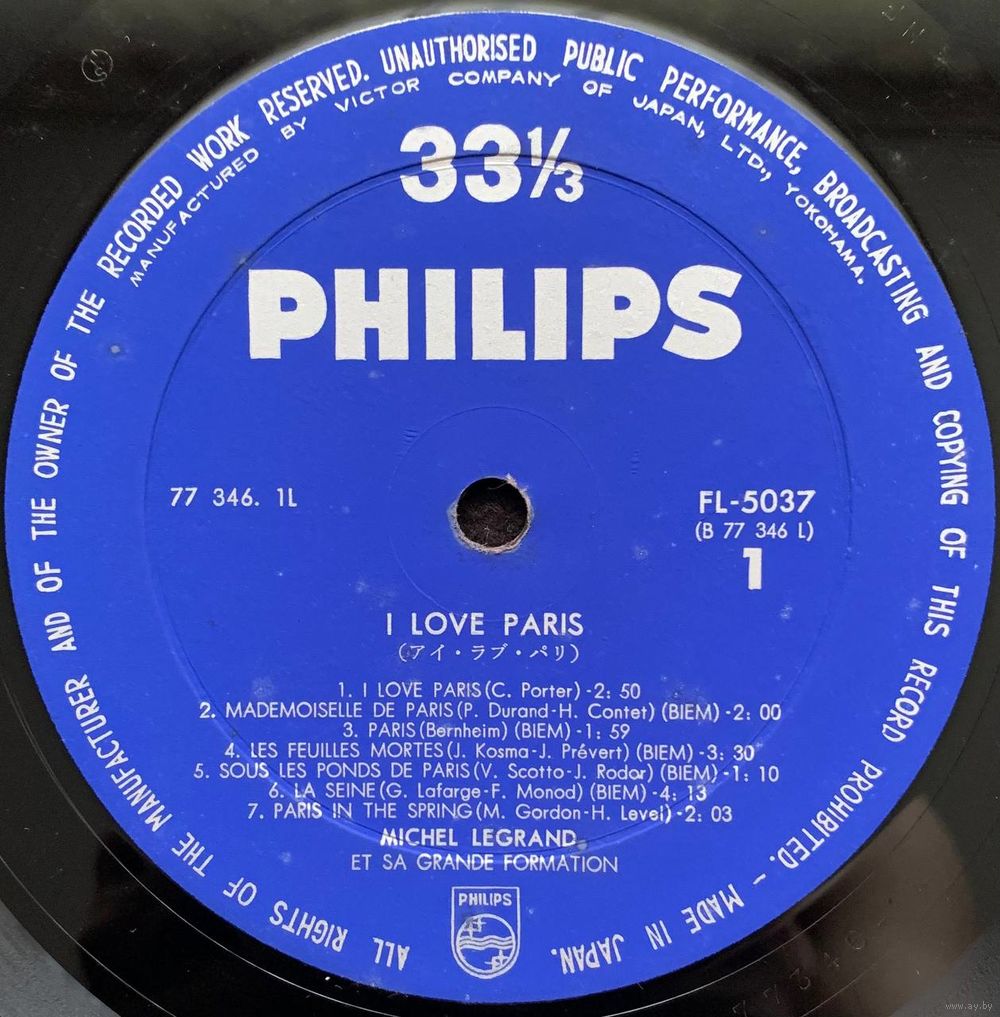 ALL RIGHTS OF THE MANUFACTURER AND OF THE OWNER OF THE RECORDED WORK RESERVED. UNAUTHORISED PUBLIC PERFORMANCE, BROADCASTING AND COPYING OF THIS RECORD PROHIBITED. - MADE IN JAPAN.
MANUFACTURED BY VICTOR COMPANY OF JAPAN, LTD., YOKOHAMA.
33⅓
PHILIPS
77 346. 1L
FL-5037
(B 77 346 L)
1
I LOVE PARIS
(アイ・ラブ・パリ)
1. I LOVE PARIS (C. Porter) -2: 50
2. MADEMOISELLE DE PARIS (P. Durand-H. Contet) (BIEM) -2: 00
3. PARIS (Bernheim) (BIEM) -1: 59
4. LES FEUILLES MORTES (J. Kosma-J. Prévert) (BIEM) -3: 30
5. SOUS LES PONDS DE PARIS (V. Scotto-J. Rodor) (BIEM) -1: 10
6. LA SEINE (G. Lafarge-F. Monod) (BIEM) -4: 13
7. PARIS IN THE SPRING (M. Gordon-H. Level) -2: 03
MICHEL LEGRAND
ET SA GRANDE FORMATION
PHILIPS
www.ay.by